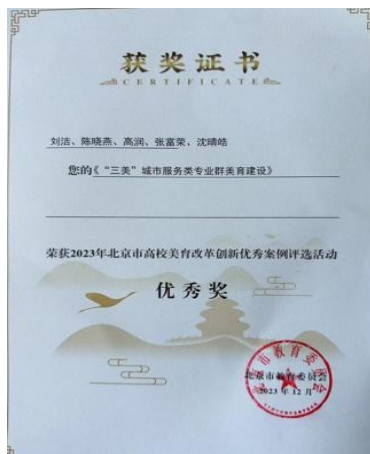 获奖证书
CERTIFICATE
刘洁、陈晓燕、高润、张富荣、沈晴皓
您的《“三美”城市服务类专业群美育建设》
荣获2023年北京市高校美育改革创新优秀案例评选活动
优秀奖
北京市教育委员会
2023年12月